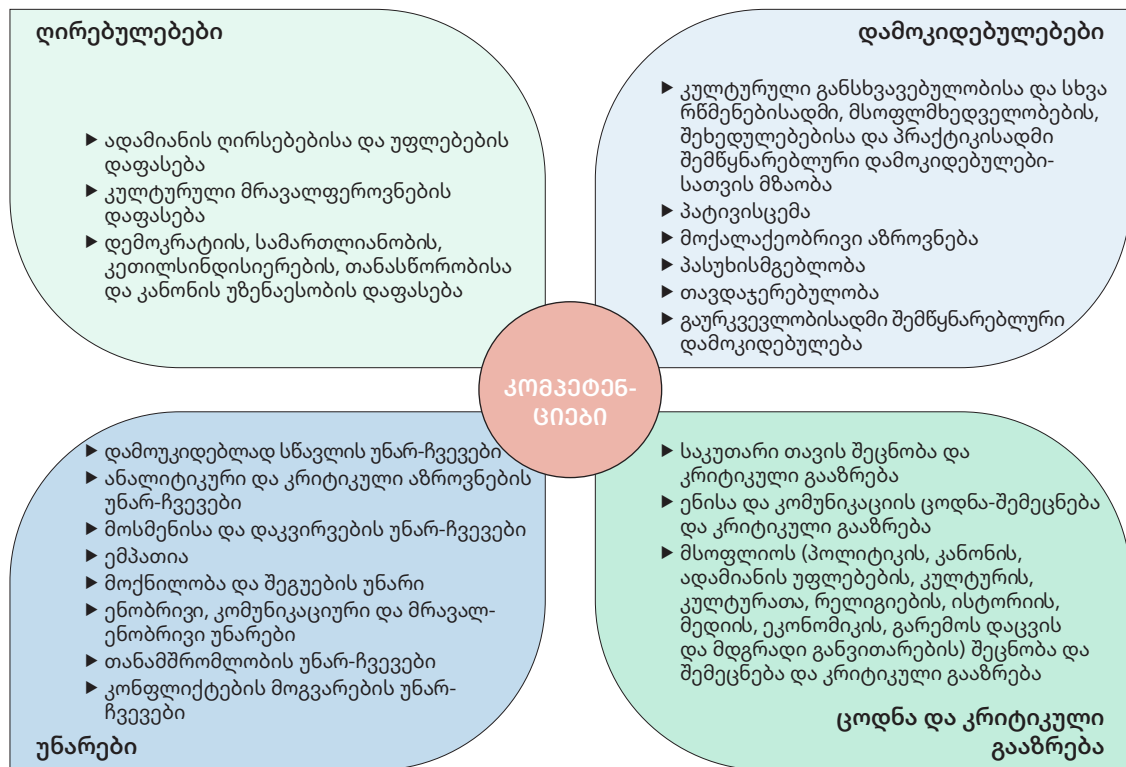 ღირებულებები
▶ ადამიანის ღირსებებისა და უფლებების
დაფასება
▶ კულტურული მრავალფეროვნების
დაფასება
▶ დემოკრატიის, სამართლიანობის,
კეთილსინდისიერების, თანასწორობისა
და კანონის უზენაესობის დაფასება
დამოკიდებულებები
▶ კულტურული განსხვავებულობისა და სხვა
რწმენებისადმი, მსოფლმხედველობების,
შეხედულებებისა და პრაქტიკისადმი
შემწყნარებლური დამოკიდებულები-
სათვის მზაობა
▶ პატივისცემა
▶ მოქალაქეობრივი აზროვნება
▶ პასუხისმგებლობა
▶ თავდაჯერებულობა
▶ გაურკვევლობისადმი შემწყნარებლური
დამოკიდებულება
კომპეტენ-
ციები
▶ დამოუკიდებლად სწავლის უნარ-ჩვევები
▶ ანალიტიკური და კრიტიკული აზროვნების
უნარ-ჩვევები
▶ მოსმენისა და დაკვირვების უნარ-ჩვევები
▶ ემპათია
▶ მოქნილობა და შეგუების უნარი
▶ ენობრივი, კომუნიკაციური და მრავალ-
ენობრივი უნარები
▶ თანამშრომლობის უნარ-ჩვევები
▶ კონფლიქტების მოგვარების უნარ-
ჩვევები
უნარები
▶ საკუთარი თავის შეცნობა და
კრიტიკული გააზრება
▶ ენისა და კომუნიკაციის ცოდნა-შემეცნება
და კრიტიკული გააზრება
▶ მსოფლიოს (პოლიტიკის, კანონის,
ადამიანის უფლებების, კულტურის,
კულტურათა, რელიგიების, ისტორიის,
მედიის, ეკონომიკის, გარემოს დაცვის
და მდგრადი განვითარების) შეცნობა და
შემეცნება და კრიტიკული გააზრება
ცოდნა და კრიტიკული
გააზრება